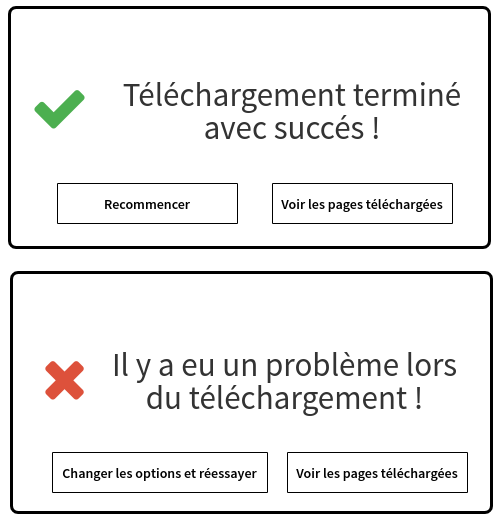 Téléchargement terminé
avec succés !
Recommencer
Voir les pages téléchargées
Il y a eu un problème lors
du téléchargement !
Changer les options et réessayer
Voir les pages téléchargées